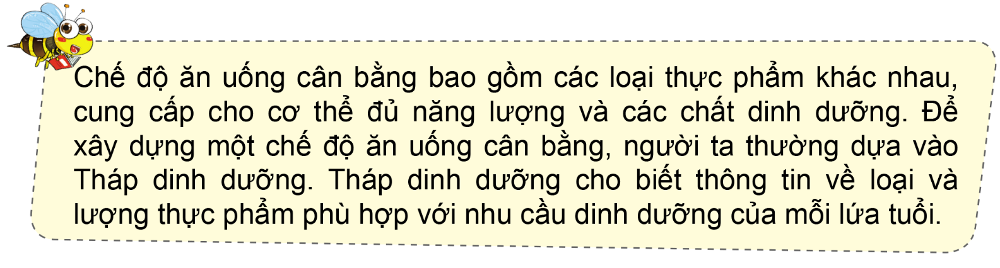 Chế độ ăn uống cân bằng bao gồm các loại thực phẩm khác nhau,
cung cấp cho cơ thể đủ năng lượng và các chất dinh dưỡng. Để
xây dựng một chế độ ăn uống cân bằng, người ta thường dựa vào
Tháp dinh dưỡng. Tháp dinh dưỡng cho biết thông tin về loại và
lượng thực phẩm phù hợp với nhu cầu dinh dưỡng của mỗi lứa tuổi.